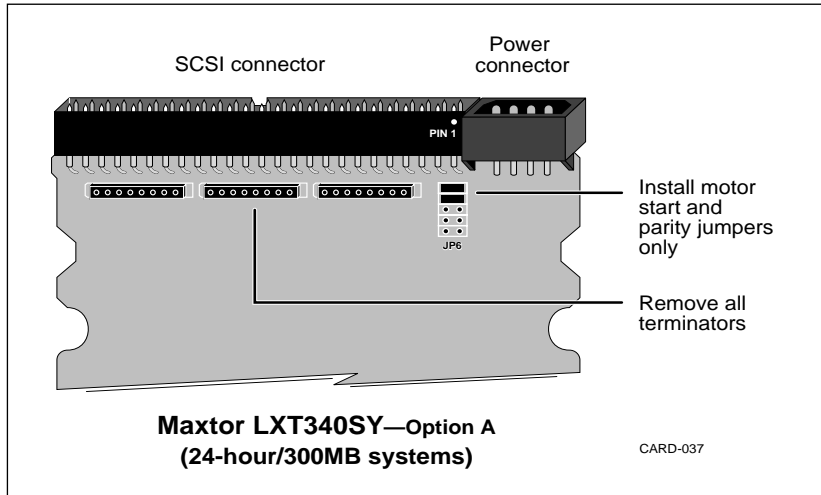 SCSI connector
Power
connector
PIN 1
Install motor
start and
parity jumpers
only
JP6
Remove all
terminators
Maxtor LXT340SY—Option A
(24-hour/300MB systems)
CARD-037